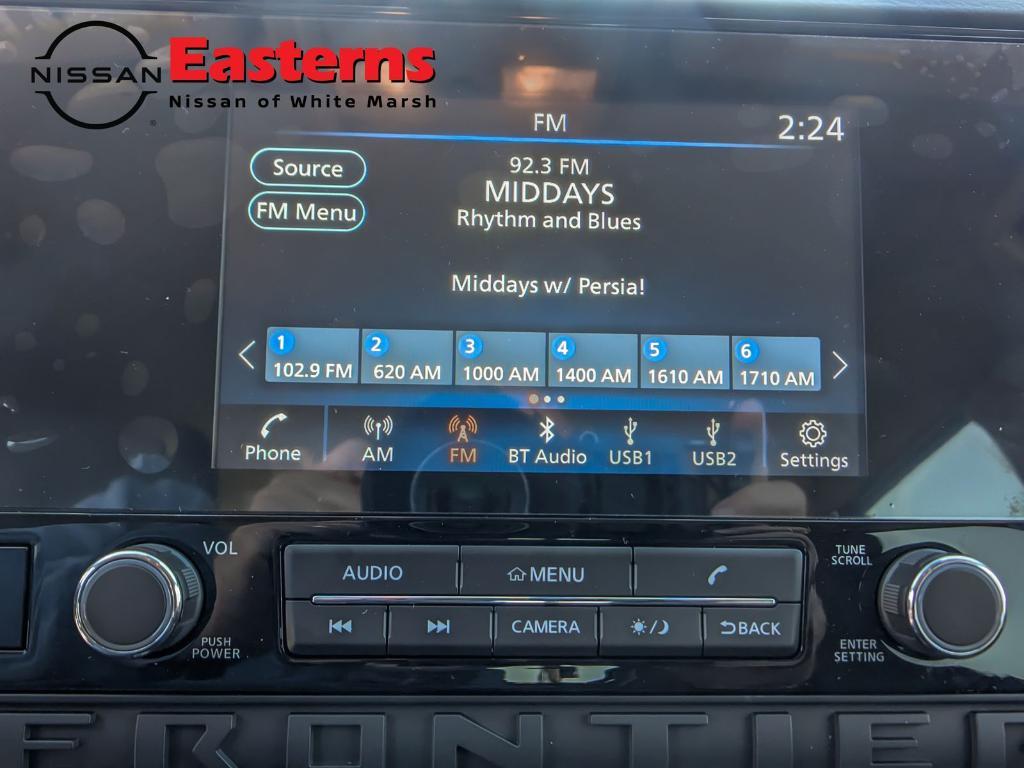 NISSAN
Easterns
Nissan of White Marsh
FM
2:24
Source
92.3 FM
FM Menu
MIDDAYS
Rhythm and Blues
Middays w/ Persia!
1 2 3 4 5 6
102.9 FM 620 AM 1000 AM 1400 AM 1610 AM 1710 AM
Phone AM FM BT Audio USB1 USB2 Settings
VOL
TUNE
SCROLL
AUDIO MENU
PUSH
POWER
CAMERA BACK
ENTER
SETTING
FRONTIER